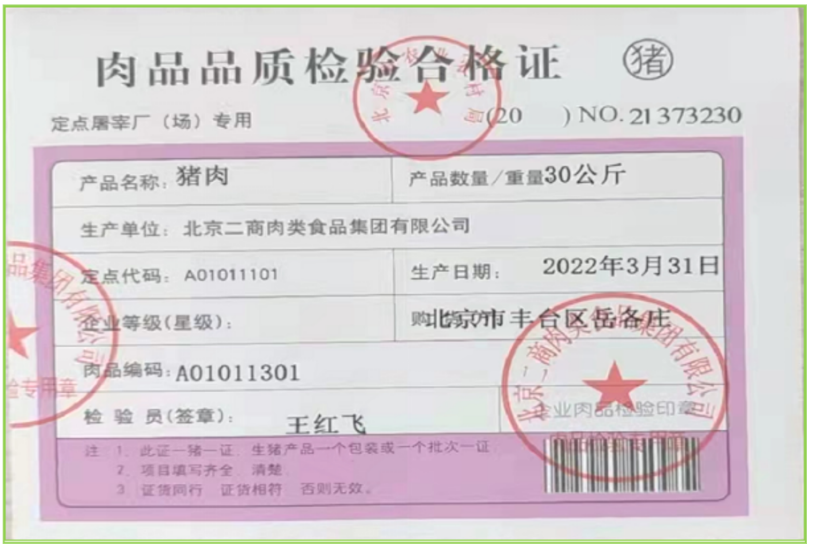 肉品品质检验合格证 猪
定点屠宰厂（场）专用 (20 ) NO. 21373230
产品名称: 猪肉 产品数量/重量30公斤
生产单位: 北京二商肉类食品集团有限公司
定点代码: A01011101 生产日期: 2022年3月31日
企业等级(星级): 购 北京市丰台区岳各庄
肉品编码: A01011301
检 验 员(签章): 王红飞 企业肉品检验印章
注: 1. 此证一猪一证 生猪产品一个包装或一个批次一证
2. 项目填写齐全 清楚
3. 证货同行 证货相符 否则无效。
北京 农业农村局
品集团有限公司
验专用章
北京二商肉类食品集团有限公司